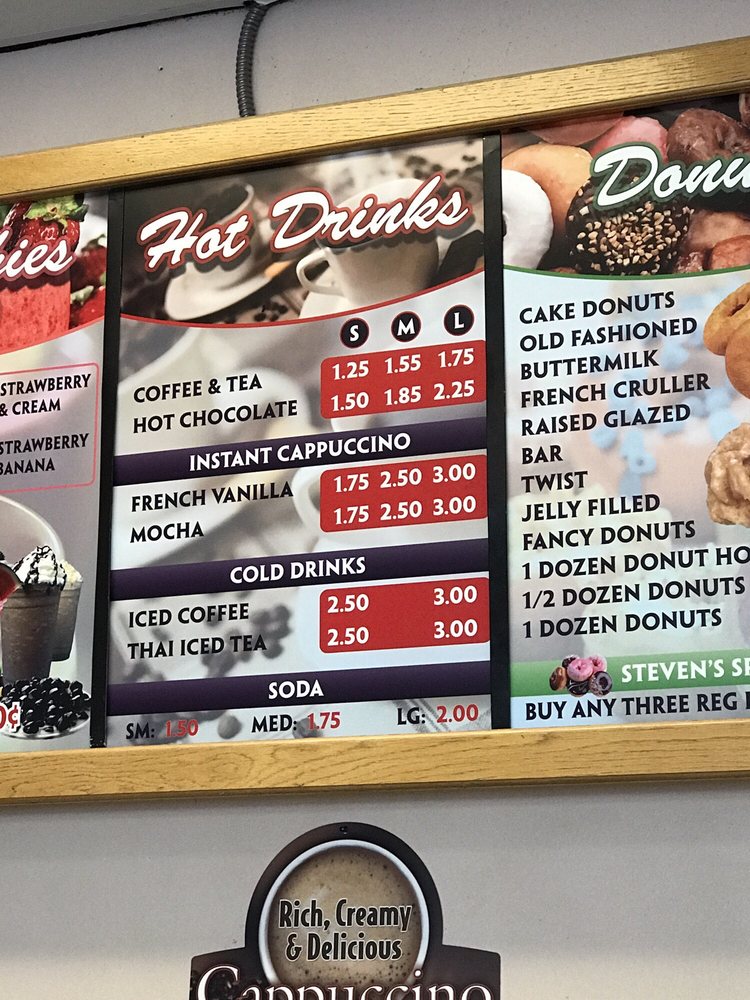 STRAWBERRY
& CREAM
STRAWBERRY
BANANA
Hot Drinks
S M L
COFFEE & TEA 1.25 1.55 1.75
HOT CHOCOLATE 1.50 1.85 2.25
INSTANT CAPPUCCINO
FRENCH VANILLA 1.75 2.50 3.00
MOCHA 1.75 2.50 3.00
COLD DRINKS
ICED COFFEE 2.50 3.00
THAI ICED TEA 2.50 3.00
SODA
SM: 1.50 MED: 1.75 LG: 2.00
CAKE DONUTS
OLD FASHIONED
BUTTERMILK
FRENCH CRULLER
RAISED GLAZED
BAR
TWIST
JELLY FILLED
FANCY DONUTS
1 DOZEN DONUT
1/2 DOZEN DONUTS
1 DOZEN DONUTS
STEVEN'S
BUY ANY THREE REG
Rich, Creamy
& Delicious
Cappuccino